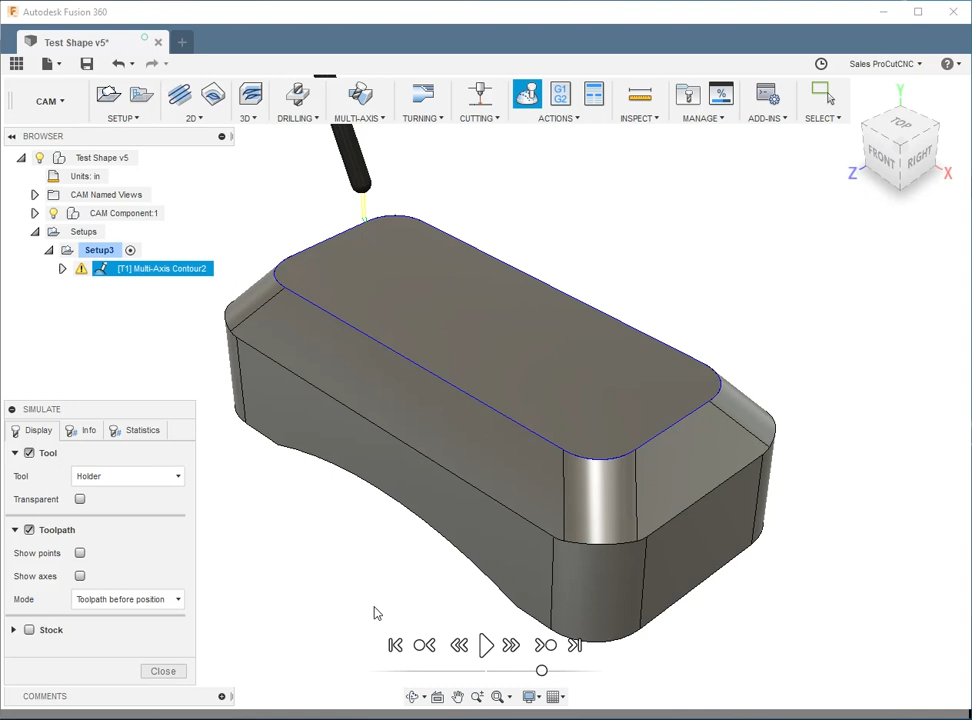 Autodesk Fusion 360
Test Shape v5*
Sales ProCutCNC
CAM
G1
G2
SETUP
2D
3D
DRILLING
MULTI-AXIS
TURNING
CUTTING
ACTIONS
INSPECT
MANAGE
ADD-INS
SELECT
BROWSER
Test Shape v5
Units: in
CAM Named Views
CAM Component:1
Setups
Setup3
[T1] Multi-Axis Contour2
Y
TOP
FRONT
RIGHT
Z
X
SIMULATE
Display
Info
Statistics
Tool
Tool
Holder
Transparent
Toolpath
Show points
Show axes
Mode
Toolpath before position
Stock
Close
COMMENTS